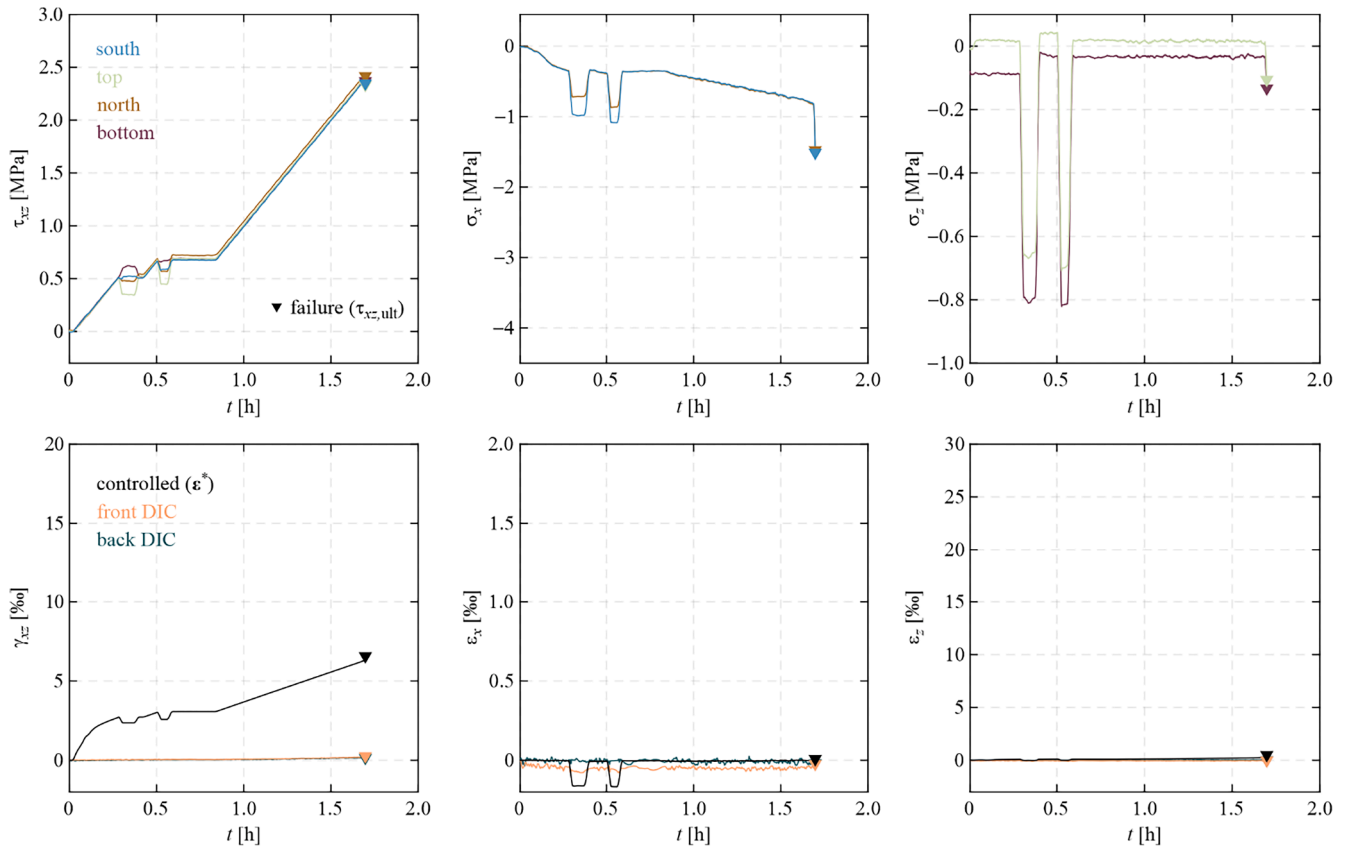 3.0
2.5
2.0
1.5
1.0
0.5
0
τxz [MPa]
south
top
north
bottom
▼ failure (τxz,ult)
0 0.5 1.0 1.5 2.0
t [h]
0
−1
−2
−3
−4
σx [MPa]
0 0.5 1.0 1.5 2.0
t [h]
0
−0.2
−0.4
−0.6
−0.8
−1.0
σz [MPa]
0 0.5 1.0 1.5 2.0
t [h]
20
15
10
5
0
γxz [‰]
controlled (ε*)
front DIC
back DIC
0 0.5 1.0 1.5 2.0
t [h]
2.0
1.5
1.0
0.5
0
εx [‰]
0 0.5 1.0 1.5 2.0
t [h]
30
25
20
15
10
5
0
εz [‰]
0 0.5 1.0 1.5 2.0
t [h]